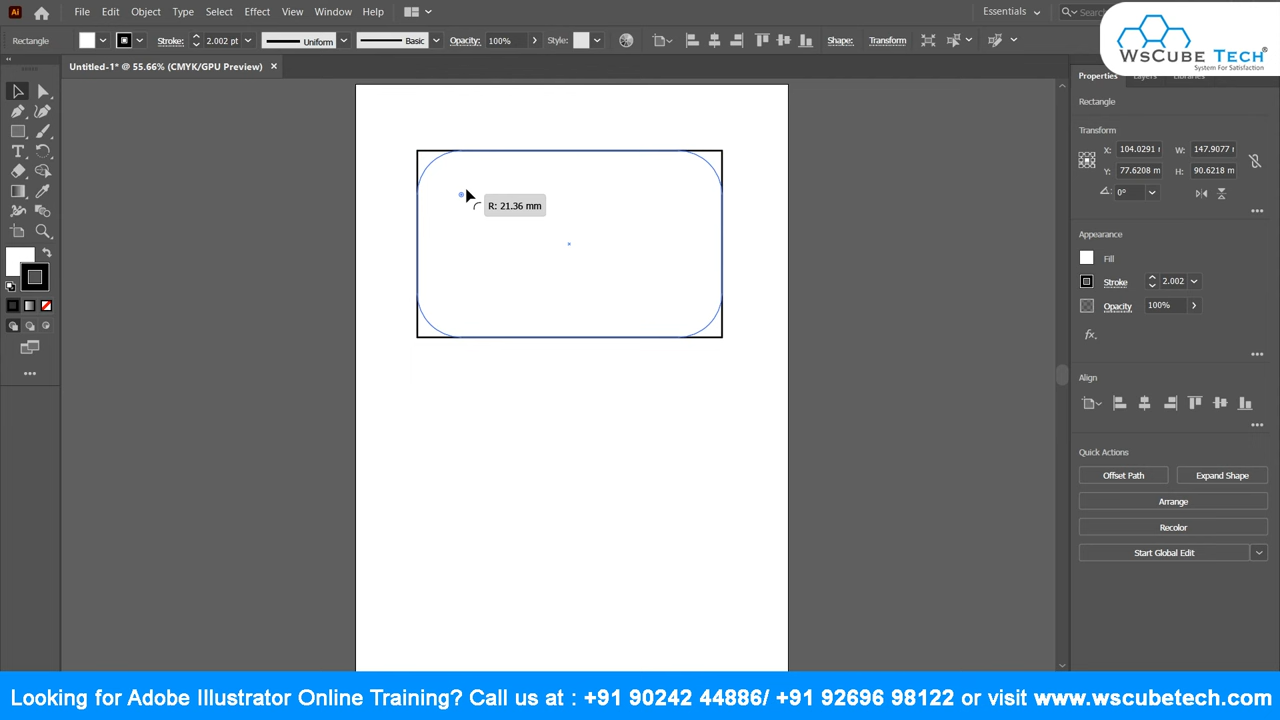 Ai File Edit Object Type Select Effect View Window Help Essentials
WsCube Tech®
System For Satisfaction
Rectangle Stroke: 2.002 pt Uniform Basic Opacity: 100% Style: Shape: Transform
Untitled-1* @ 55.66% (CMYK/GPU Preview)
Properties
Rectangle
Transform
X: 104.0291 W: 147.9077
Y: 77.6208 m H: 90.6218 m
0°
Appearance
Fill
Stroke 2.002
Opacity 100%
fx
Align
Quick Actions
Offset Path Expand Shape
Arrange
Recolor
Start Global Edit
R: 21.36 mm
T
Looking for Adobe Illustrator Online Training? Call us at : +91 90242 44886/ +91 92696 98122 or visit www.wscubetech.com